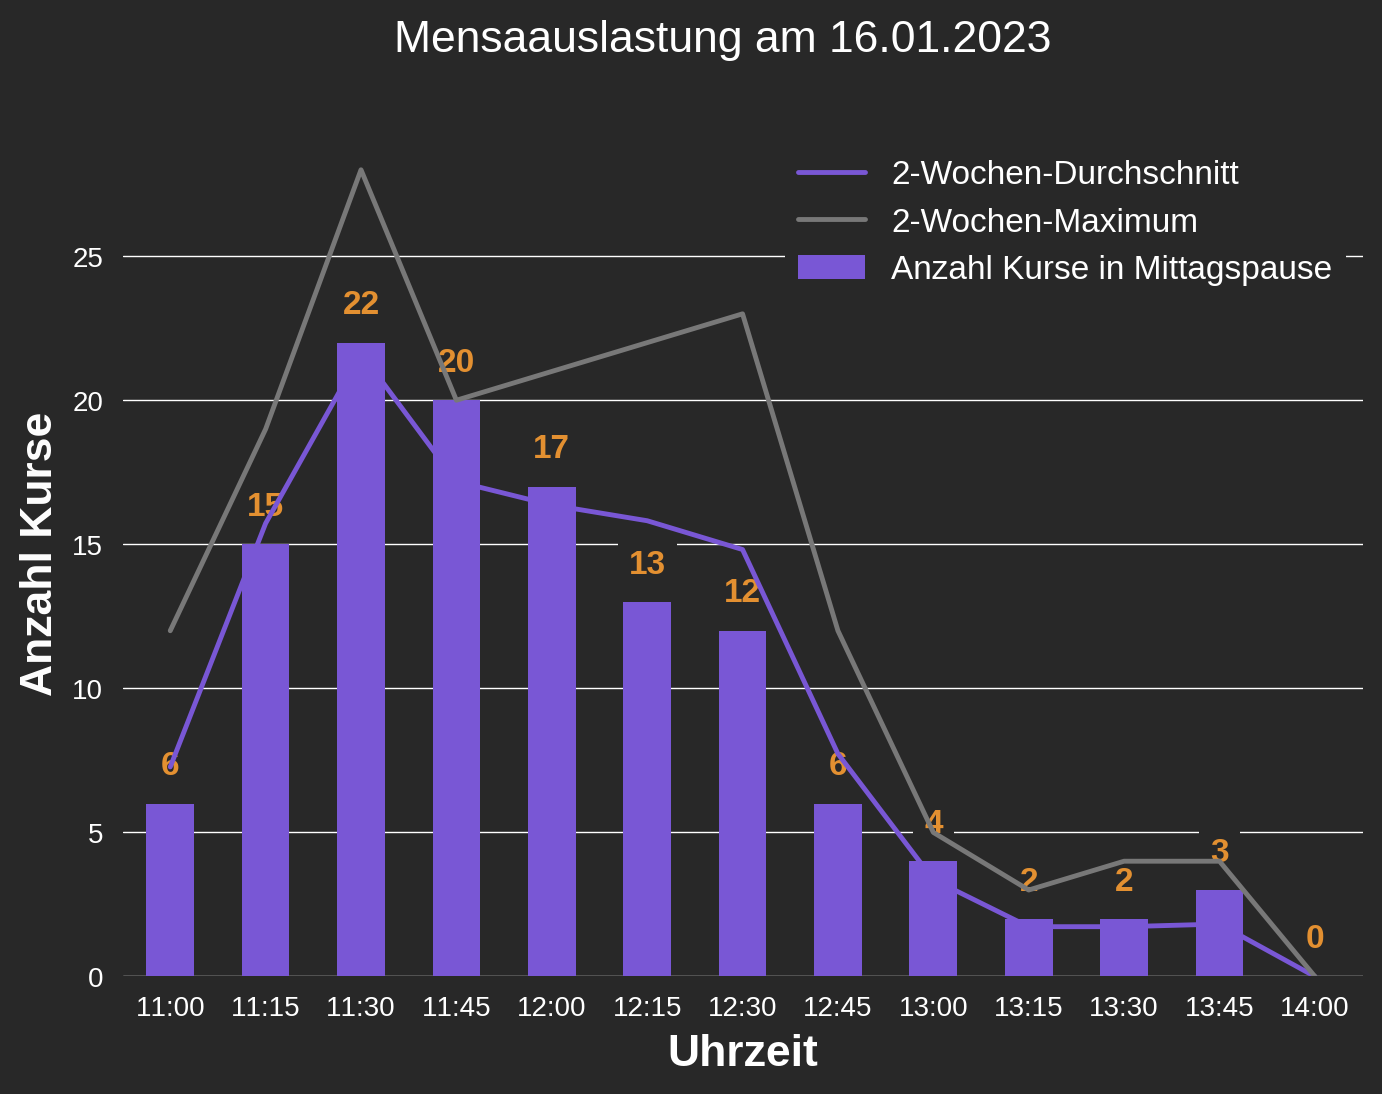 Mensaauslastung am 16.01.2023
2-Wochen-Durchschnitt
2-Wochen-Maximum
Anzahl Kurse in Mittagspause
Anzahl Kurse
25
20
15
10
5
0
6
15
22
20
17
13
12
6
4
2
2
3
0
11:00 11:15 11:30 11:45 12:00 12:15 12:30 12:45 13:00 13:15 13:30 13:45 14:00
Uhrzeit